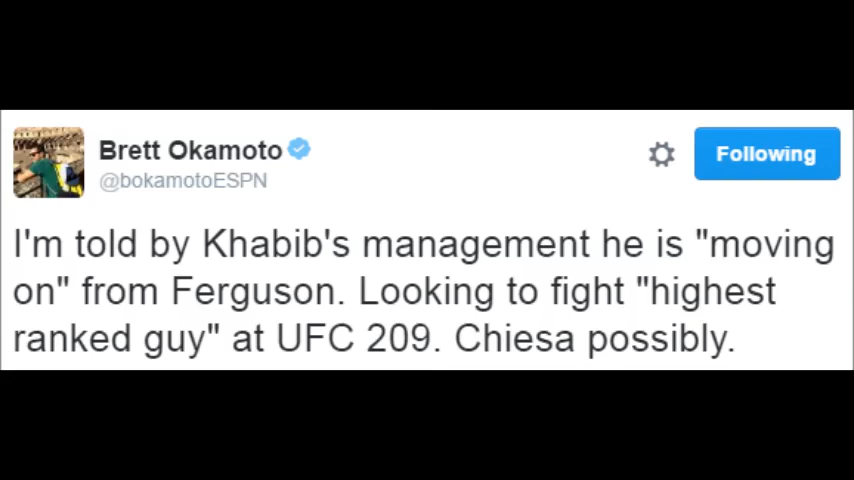 Brett Okamoto
@bokamotoESPN
Following
I'm told by Khabib's management he is "moving
on" from Ferguson. Looking to fight "highest
ranked guy" at UFC 209. Chiesa possibly.